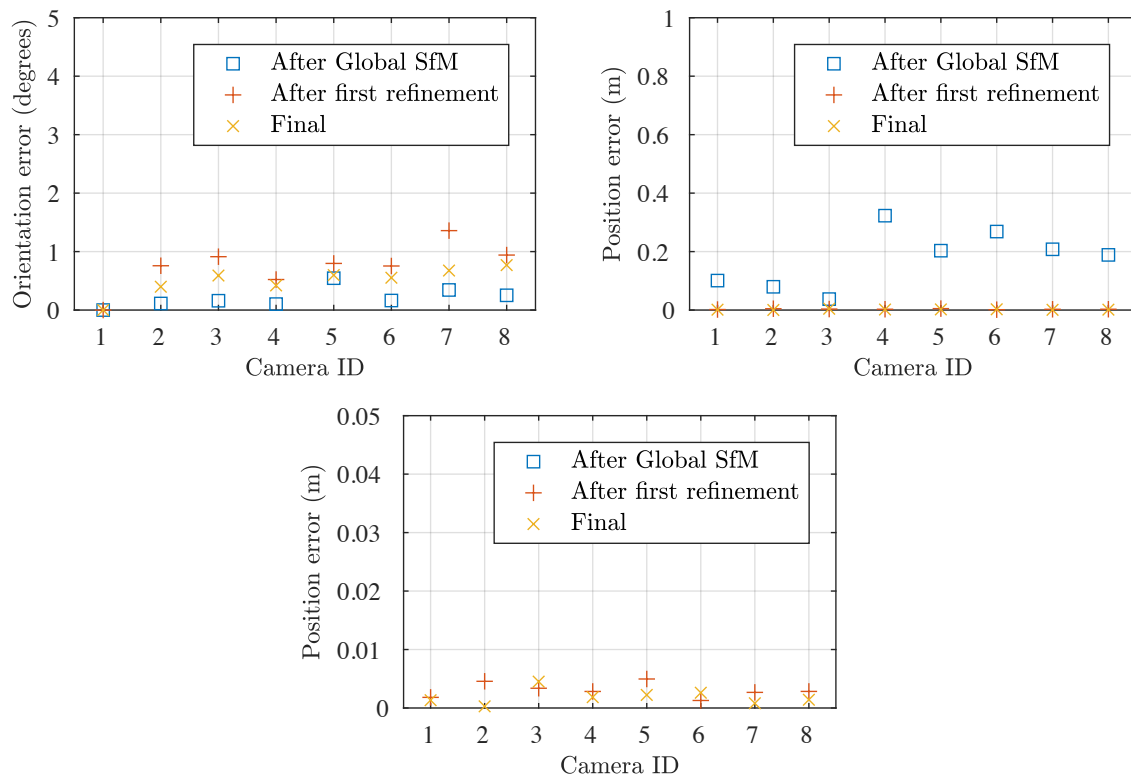 Orientation error (degrees)
5
4
3
2
1
0
After Global SfM
After first refinement
Final
1 2 3 4 5 6 7 8
Camera ID
Position error (m)
1
0.8
0.6
0.4
0.2
0
After Global SfM
After first refinement
Final
1 2 3 4 5 6 7 8
Camera ID
Position error (m)
0.05
0.04
0.03
0.02
0.01
0
After Global SfM
After first refinement
Final
1 2 3 4 5 6 7 8
Camera ID